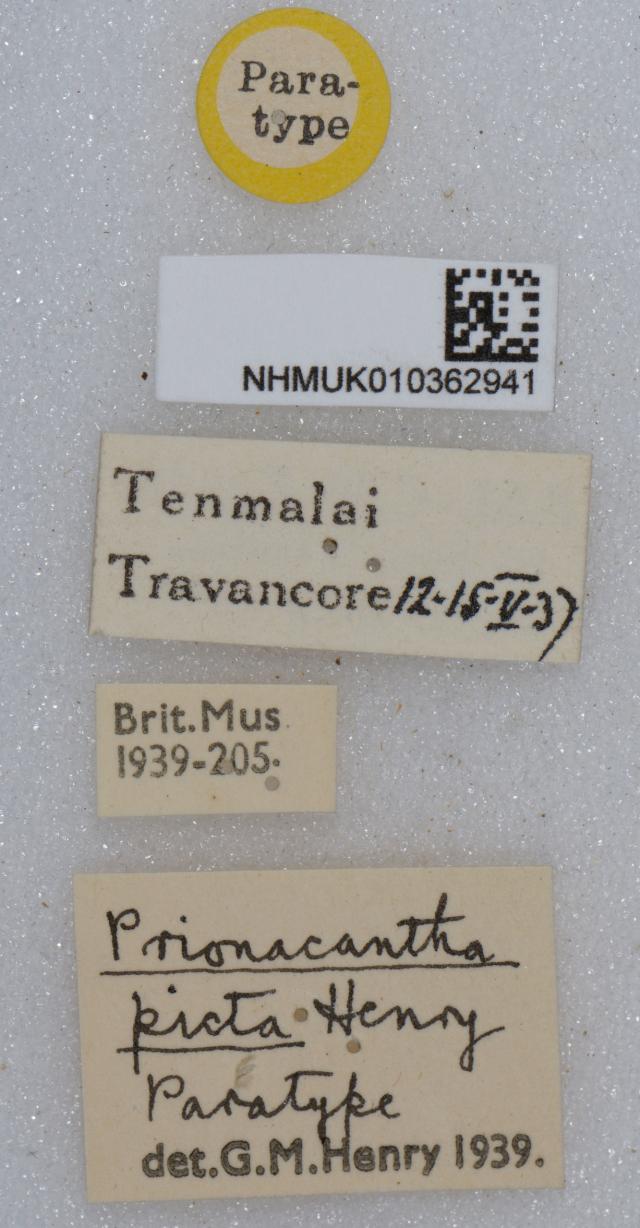 Para-
type
NHMUK010362941
Tenmalai
Travancore 12-15-V-37
Brit.Mus.
1939-205.
Prionacantha
picta Henry
Paratype
det.G.M.Henry 1939.